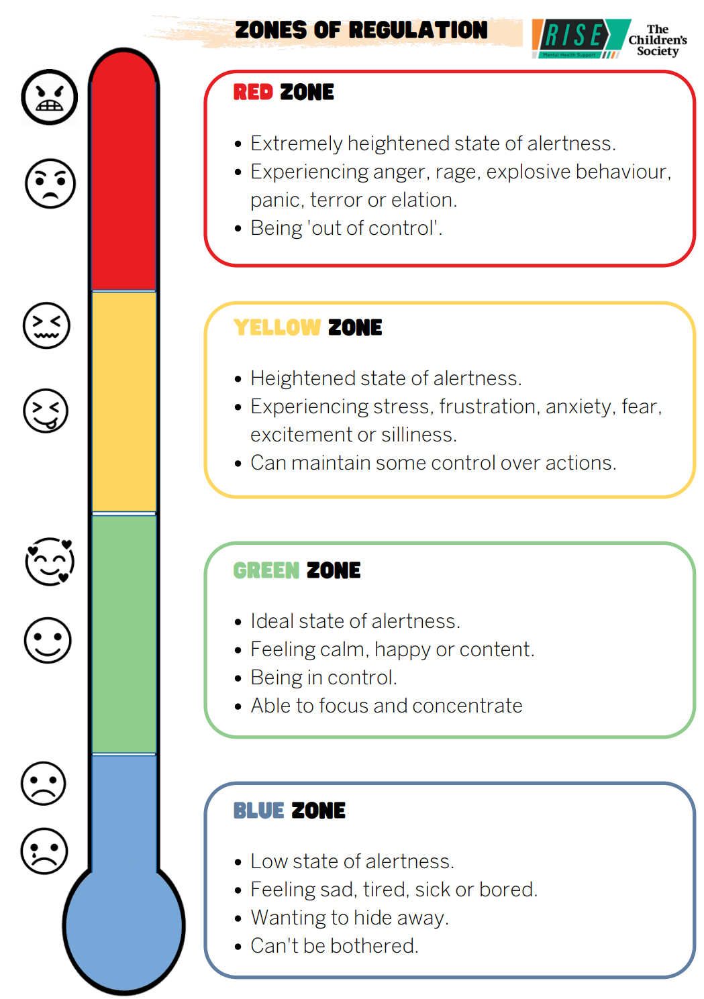 ZONES OF REGULATION
RISE
Mental Health Support
The
Children's
Society
RED ZONE
• Extremely heightened state of alertness.
• Experiencing anger, rage, explosive behaviour,
panic, terror or elation.
• Being 'out of control'.
YELLOW ZONE
• Heightened state of alertness.
• Experiencing stress, frustration, anxiety, fear,
excitement or silliness.
• Can maintain some control over actions.
GREEN ZONE
• Ideal state of alertness.
• Feeling calm, happy or content.
• Being in control.
• Able to focus and concentrate
BLUE ZONE
• Low state of alertness.
• Feeling sad, tired, sick or bored.
• Wanting to hide away.
• Can't be bothered.